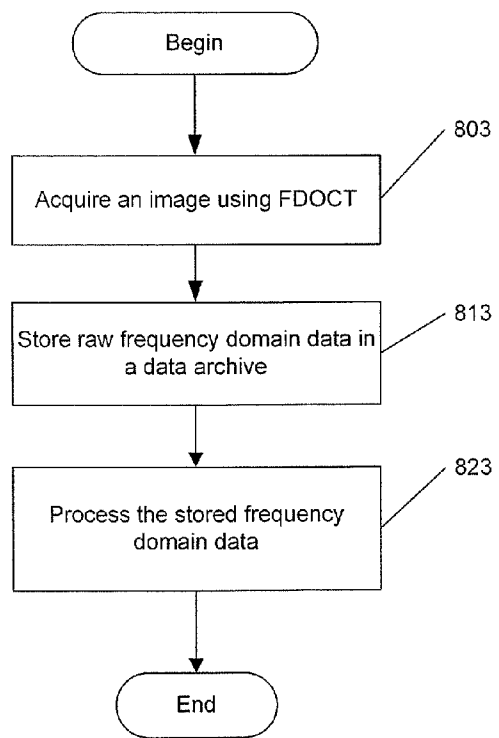 Begin
803
Acquire an image using FDOCT
813
Store raw frequency domain data in
a data archive
823
Process the stored frequency
domain data
End